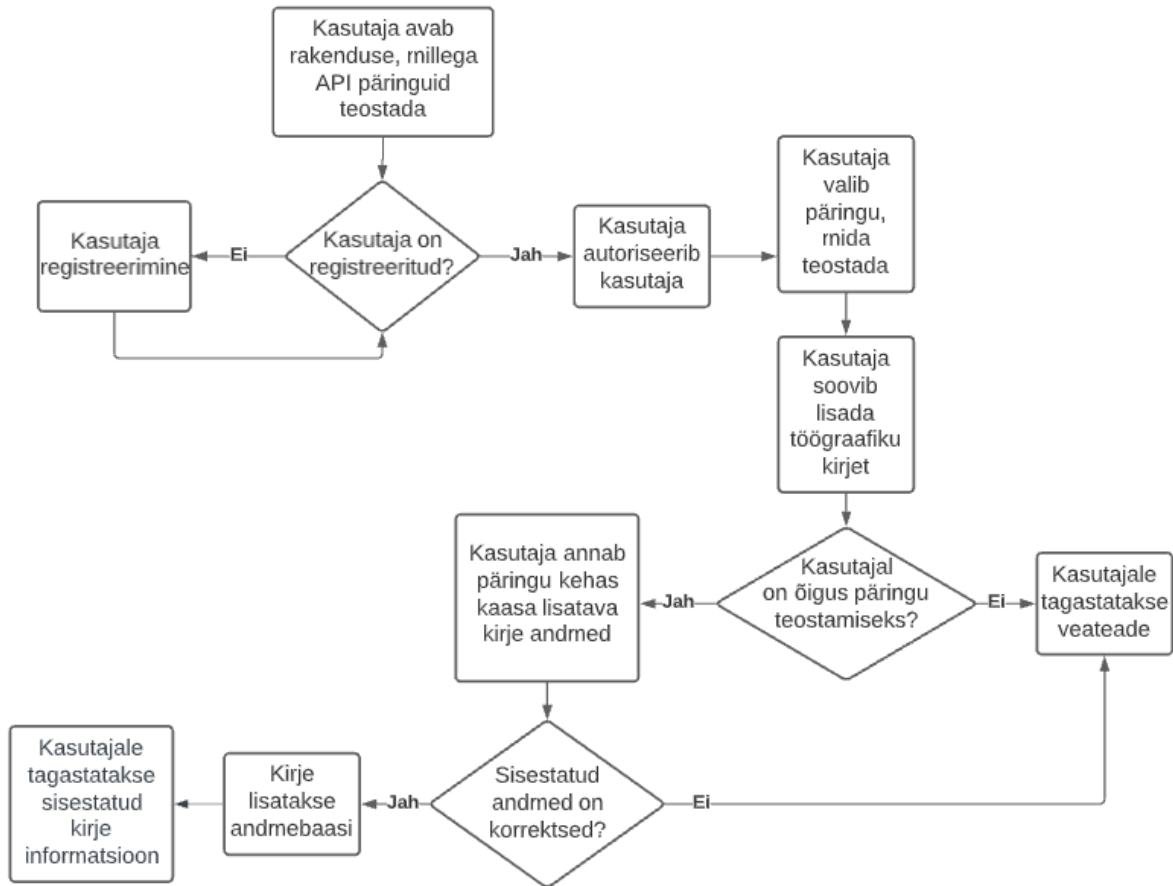 Kasutaja avab
rakenduse, millega
API päringuid
teostada
Kasutaja
registreerimine
Ei
Kasutaja on
registreeritud?
Jah
Kasutaja
autoriseerib
kasutaja
Kasutaja
valib
päringu,
mida
teostada
Kasutaja
soovib
lisada
töögraafiku
kirjet
Kasutajal
on õigus päringu
teostamiseks?
Ei
Kasutajale
tagastatakse
veateade
Jah
Kasutaja annab
päringu kehas
kaasa lisatava
kirje andmed
Sisestatud
andmed on
korrektsed?
Ei
Jah
Kirje
lisatakse
andmebaasi
Kasutajale
tagastatakse
sisestatud
kirje
informatsioon